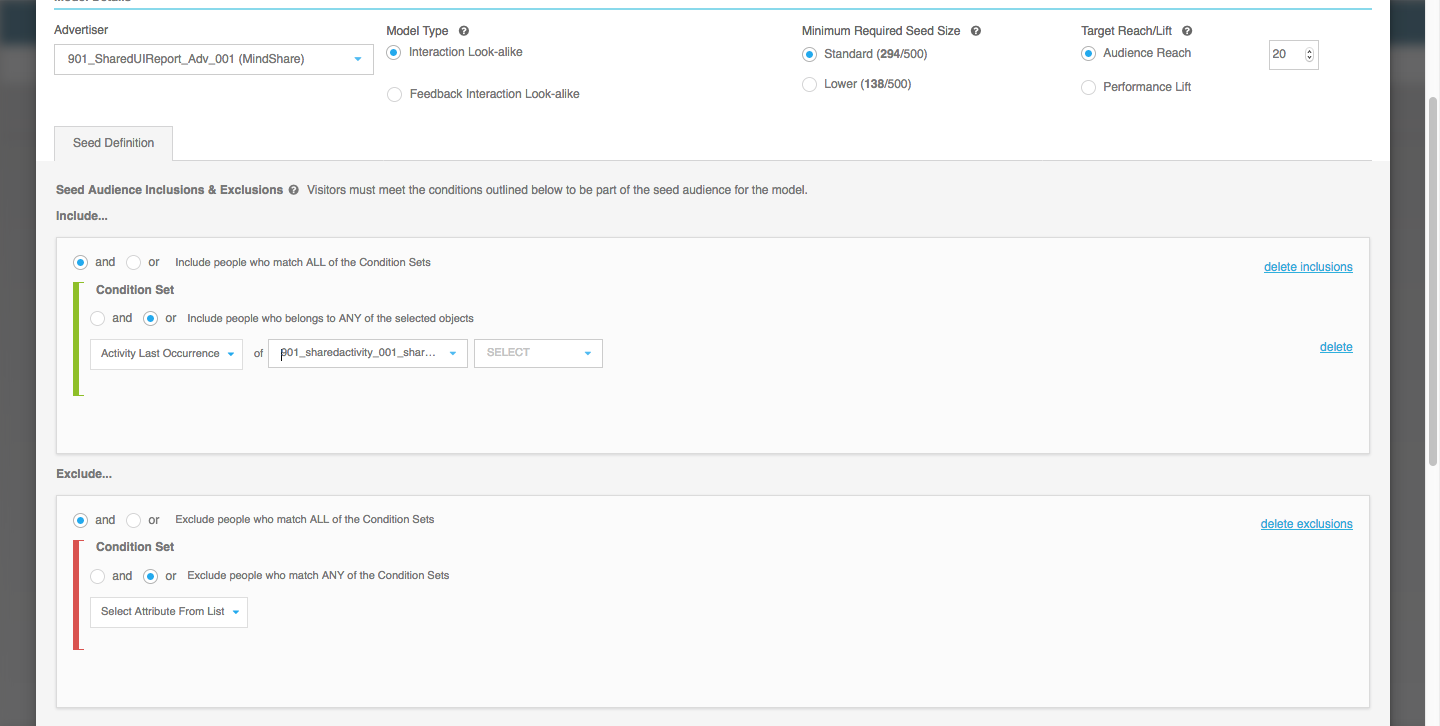 Model Details
Advertiser
Model Type
Minimum Required Seed Size
Target Reach/Lift
901_SharedUIReport_Adv_001 (MindShare)
Interaction Look-alike
Standard (294/500)
Audience Reach
20
Feedback Interaction Look-alike
Lower (138/500)
Performance Lift
Seed Definition
Seed Audience Inclusions & Exclusions Visitors must meet the conditions outlined below to be part of the seed audience for the model.
Include...
and or Include people who match ALL of the Condition Sets
delete inclusions
Condition Set
and or Include people who belongs to ANY of the selected objects
Activity Last Occurrence of 901_sharedactivity_001_shar... SELECT
delete
Exclude...
and or Exclude people who match ALL of the Condition Sets
delete exclusions
Condition Set
and or Exclude people who match ANY of the Condition Sets
Select Attribute From List